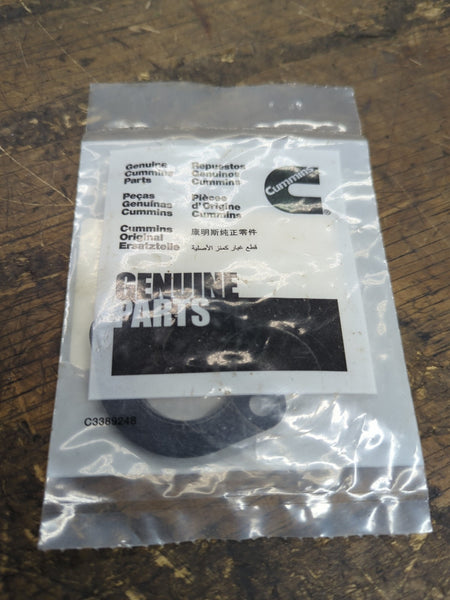 Genuine
Cummins
Parts
Repuestos
Genuinos
Cummins
Cummins
Peças
Genuínas
Cummins
Pièces
d'Origine
Cummins
Cummins
Original
Ersatzteile
康明斯纯正零件
قطع غيار كمنز الأصلية
GENUINE
PARTS
C3389248